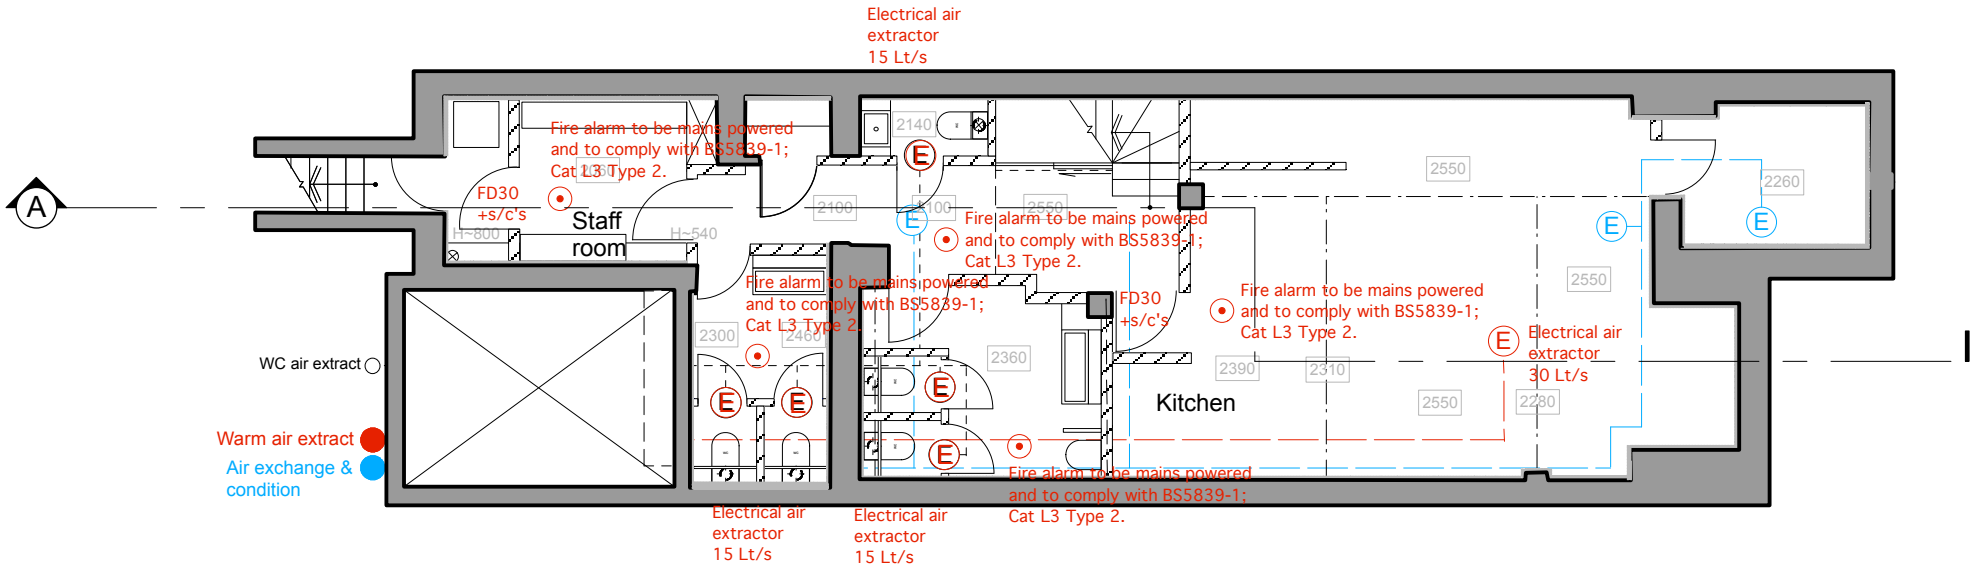 Electrical air
extractor
15 Lt/s
2140
E
Fire alarm to be mains powered
and to comply with BS5839-1;
Cat L3 Type 2.
2060
2550
2260
FD30
+s/c's
A
Staff
room
H~800
H~540
2100
2100
2550
E
Fire alarm to be mains powered
and to comply with BS5839-1;
Cat L3 Type 2.
E
E
2550
Fire alarm to be mains powered
and to comply with BS5839-1;
Cat L3 Type 2.
FD30
+s/c's
Fire alarm to be mains powered
and to comply with BS5839-1;
Cat L3 Type 2.
2300
2460
2360
2390
2310
E
Electrical air
extractor
30 Lt/s
WC air extract
E
E
E
Kitchen
2550
2280
Warm air extract
Air exchange &
condition
E
Fire alarm to be mains powered
and to comply with BS5839-1;
Cat L3 Type 2.
Electrical air
extractor
15 Lt/s
Electrical air
extractor
15 Lt/s